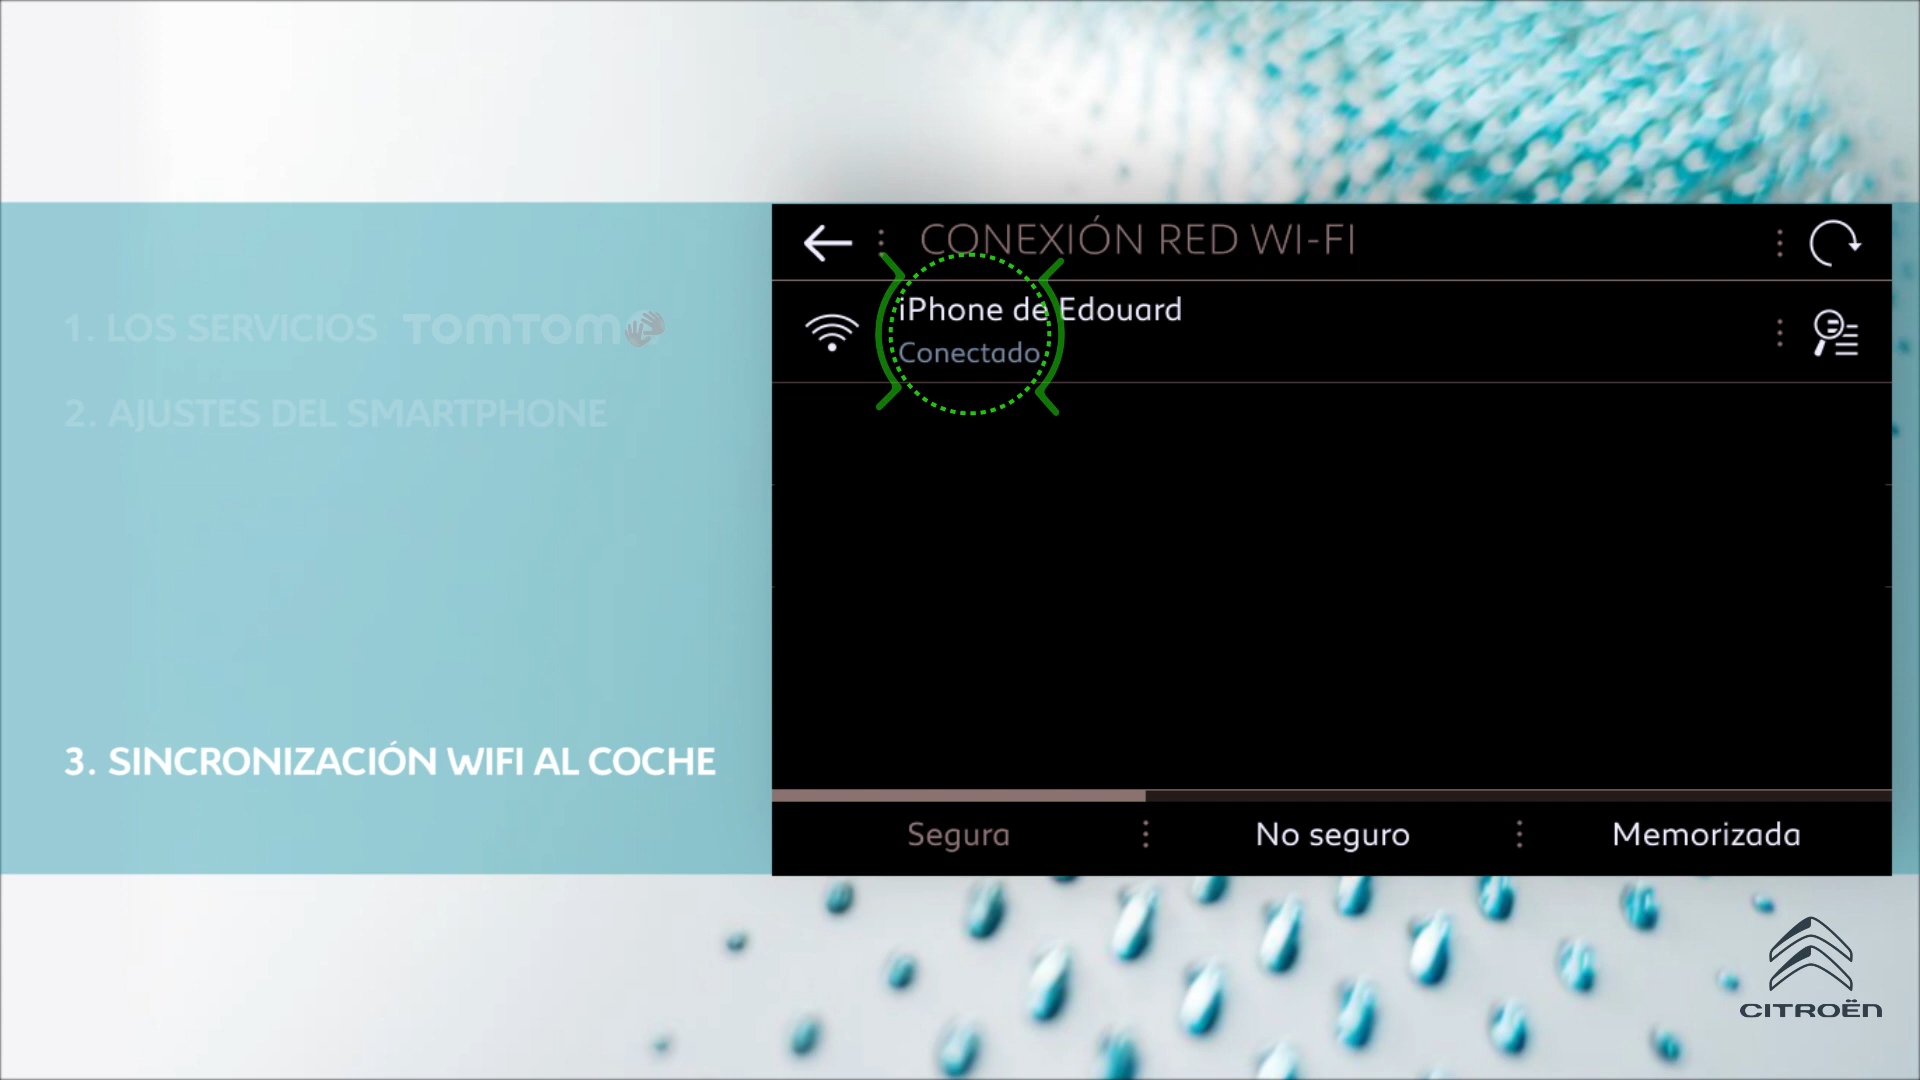 1. LOS SERVICIOS TOMTOM
2. AJUSTES DEL SMARTPHONE
3. SINCRONIZACIÓN WIFI AL COCHE
CONEXIÓN RED WI-FI
iPhone de Edouard
Conectado
Segura
No seguro
Memorizada
CITROËN